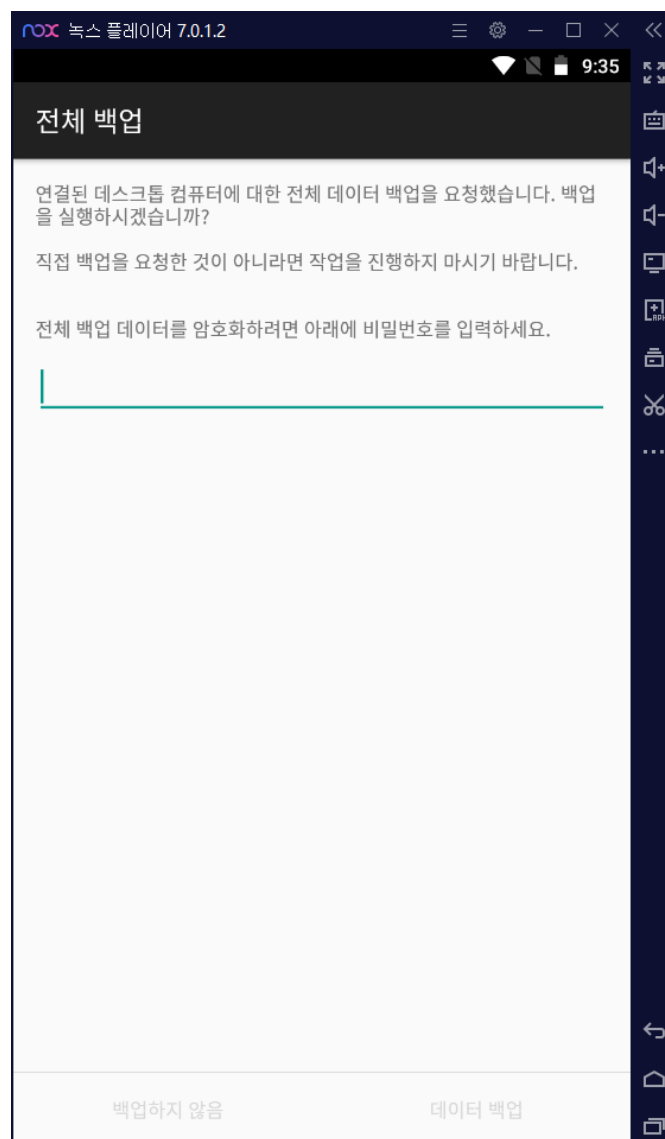 nox 녹스 플레이어 7.0.1.2
9:35
전체 백업
연결된 데스크톱 컴퓨터에 대한 전체 데이터 백업을 요청했습니다. 백업
을 실행하시겠습니까?
직접 백업을 요청한 것이 아니라면 작업을 진행하지 마시기 바랍니다.
전체 백업 데이터를 암호화하려면 아래에 비밀번호를 입력하세요.
백업하지 않음 데이터 백업